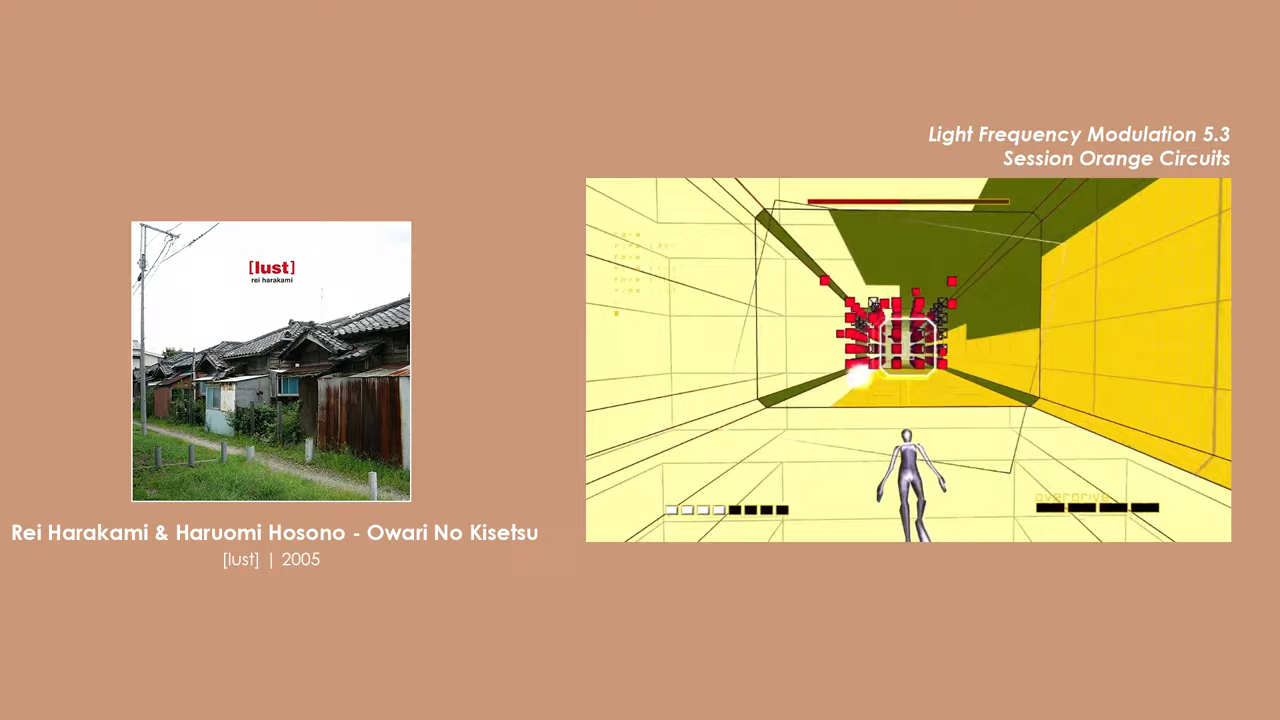 Light Frequency Modulation 5.3
Session Orange Circuits
[lust]
rei harakami
overdrive
Rei Harakami & Haruomi Hosono - Owari No Kisetsu
[lust] | 2005